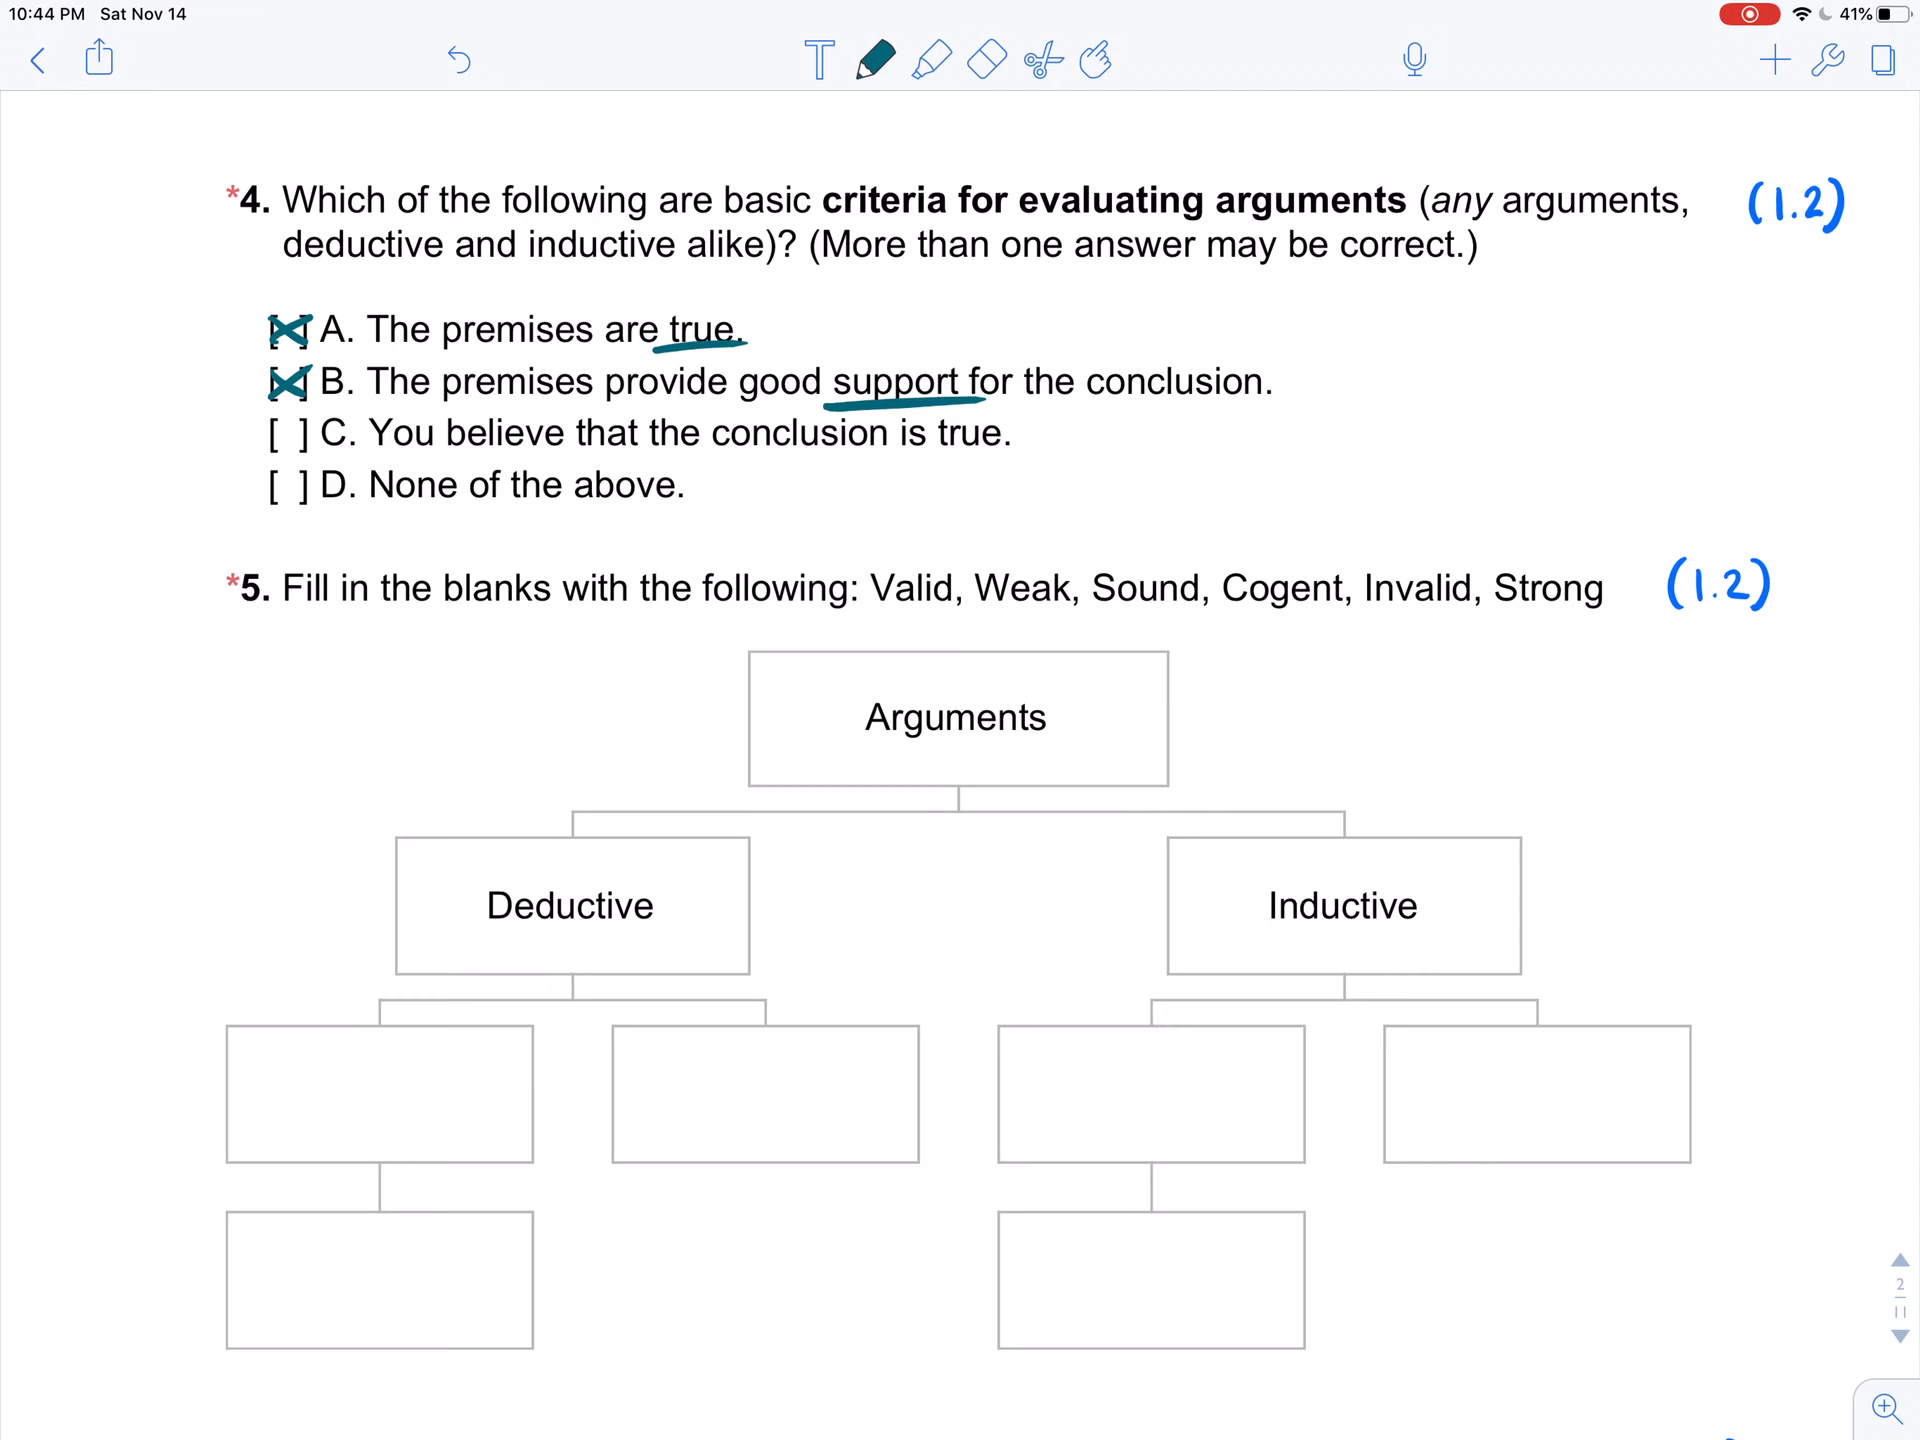 10:44 PM Sat Nov 14
41%
T
*4. Which of the following are basic criteria for evaluating arguments (any arguments, (1.2)
deductive and inductive alike)? (More than one answer may be correct.)
[X] A. The premises are true.
[X] B. The premises provide good support for the conclusion.
[ ] C. You believe that the conclusion is true.
[ ] D. None of the above.
*5. Fill in the blanks with the following: Valid, Weak, Sound, Cogent, Invalid, Strong (1.2)
Arguments
Deductive
Inductive
2
11